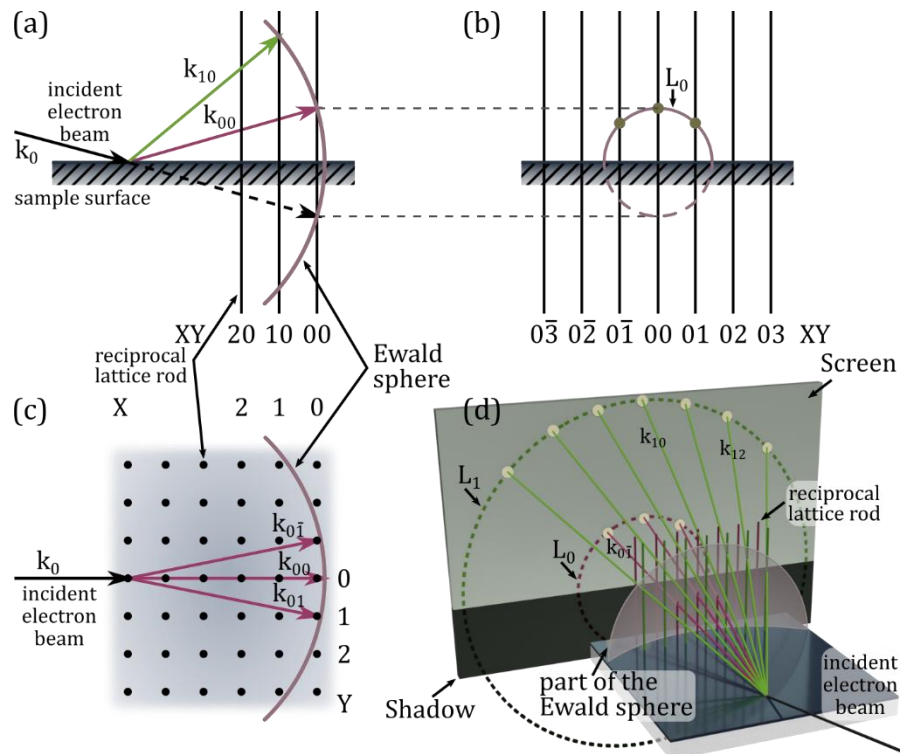 (a)
k₁₀
incident
electron
beam
k₀₀
k₀
sample surface
XY 20 10 00
reciprocal
lattice rod
Ewald
sphere
(b)
L₀
03̅ 02̅ 01̅ 00 01 02 03 XY
(c)
X 2 1 0
k₀₁̅
k₀
k₀₀
0
incident
electron
beam
k₀₁
1
2
Y
(d)
Screen
k₁₀
k₁₂
L₁
reciprocal
lattice rod
L₀
k₀₁̅
incident
electron
beam
part of the
Ewald sphere
Shadow